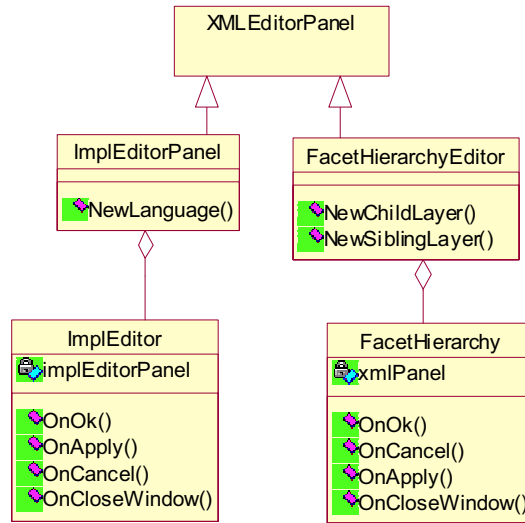 XMLEditorPanel
ImplEditorPanel
NewLanguage()
FacetHierarchyEditor
NewChildLayer()
NewSiblingLayer()
ImplEditor
implEditorPanel
OnOk()
OnApply()
OnCancel()
OnCloseWindow()
FacetHierarchy
xmlPanel
OnOk()
OnCancel()
OnApply()
OnCloseWindow()